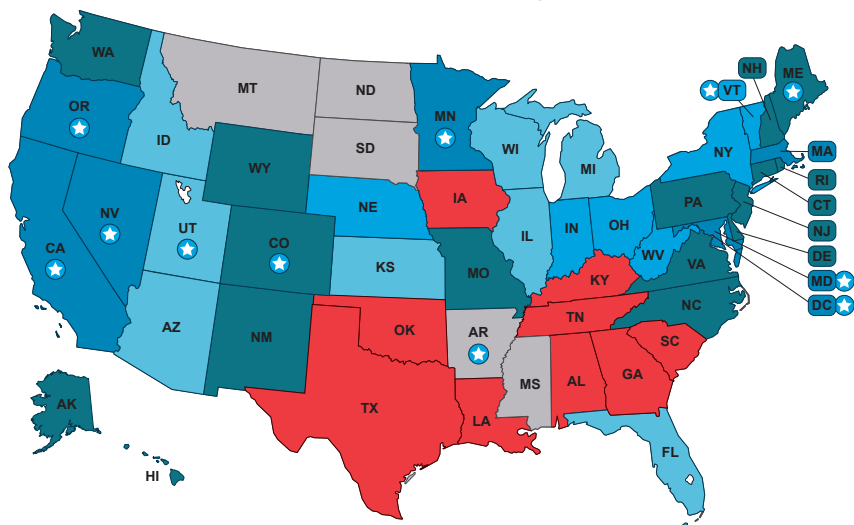 WA
NH
ME
MT
ND
VT
OR
MN
ID
SD
WI
NY
MA
MI
WY
RI
IA
PA
CT
NE
NV
UT
IL
IN
OH
NJ
CO
DE
CA
WV
VA
KS
MO
KY
MD
NC
DC
AZ
NM
OK
AR
TN
SC
MS
AL
GA
AK
TX
LA
FL
HI